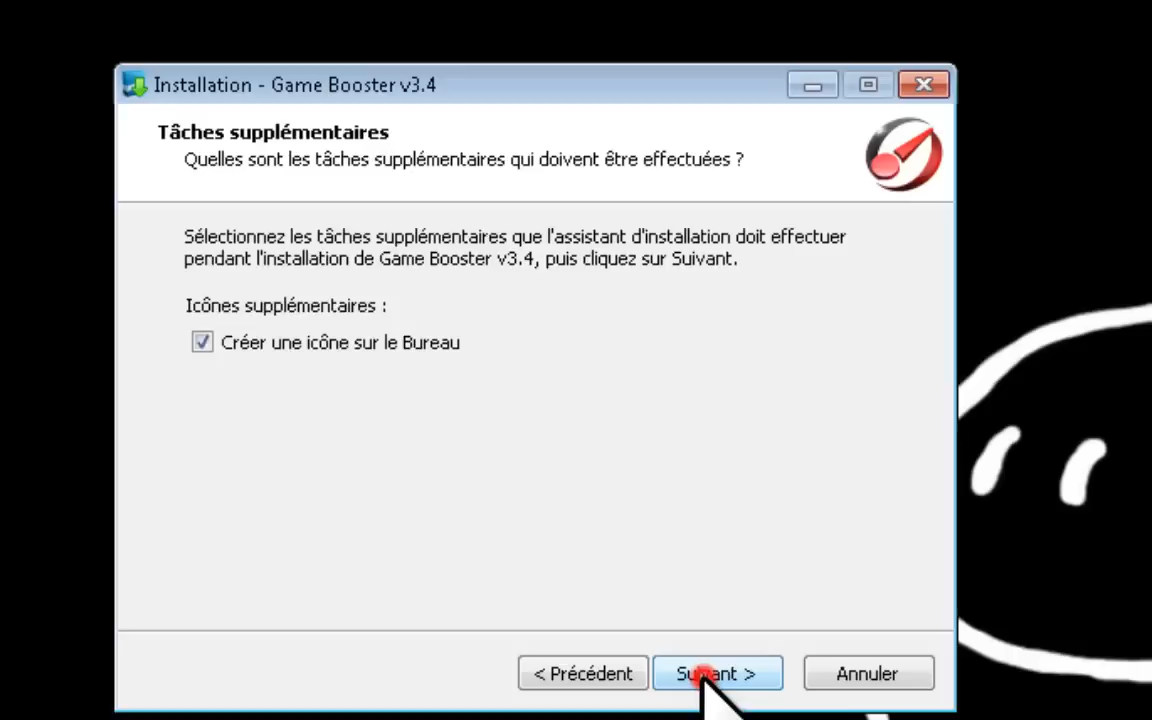 Installation - Game Booster v3.4
Tâches supplémentaires
Quelles sont les tâches supplémentaires qui doivent être effectuées ?
Sélectionnez les tâches supplémentaires que l'assistant d'installation doit effectuer
pendant l'installation de Game Booster v3.4, puis cliquez sur Suivant.
Icônes supplémentaires :
Créer une icône sur le Bureau
< Précédent Suivant > Annuler